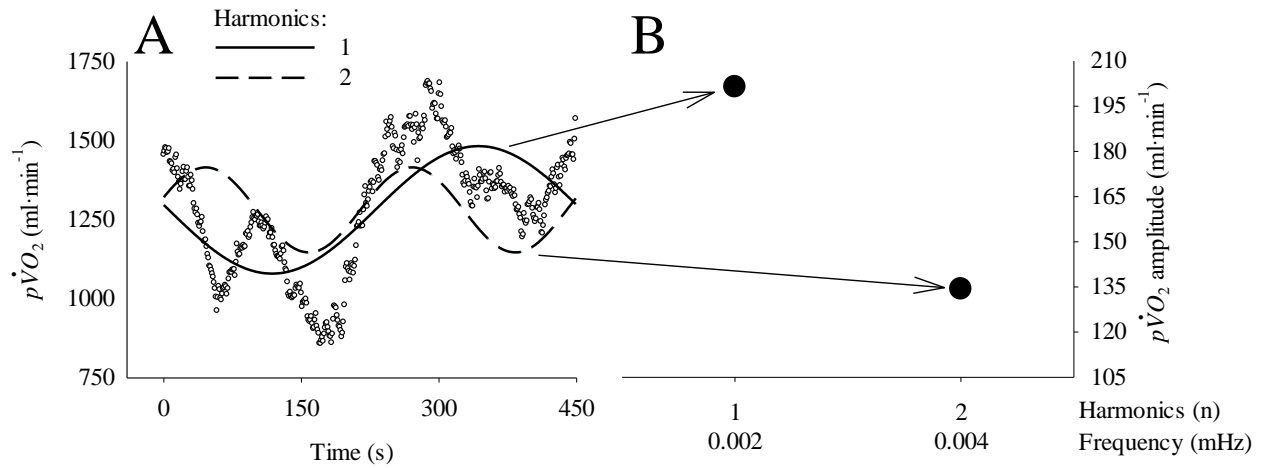 A
Harmonics:
1
2
1750
1500
1250
1000
750
pV̇O₂ (ml·min⁻¹)
0 150 300 450
Time (s)
B
210
195
180
165
150
135
120
105
pV̇O₂ amplitude (ml·min⁻¹)
1 2 Harmonics (n)
0.002 0.004 Frequency (mHz)